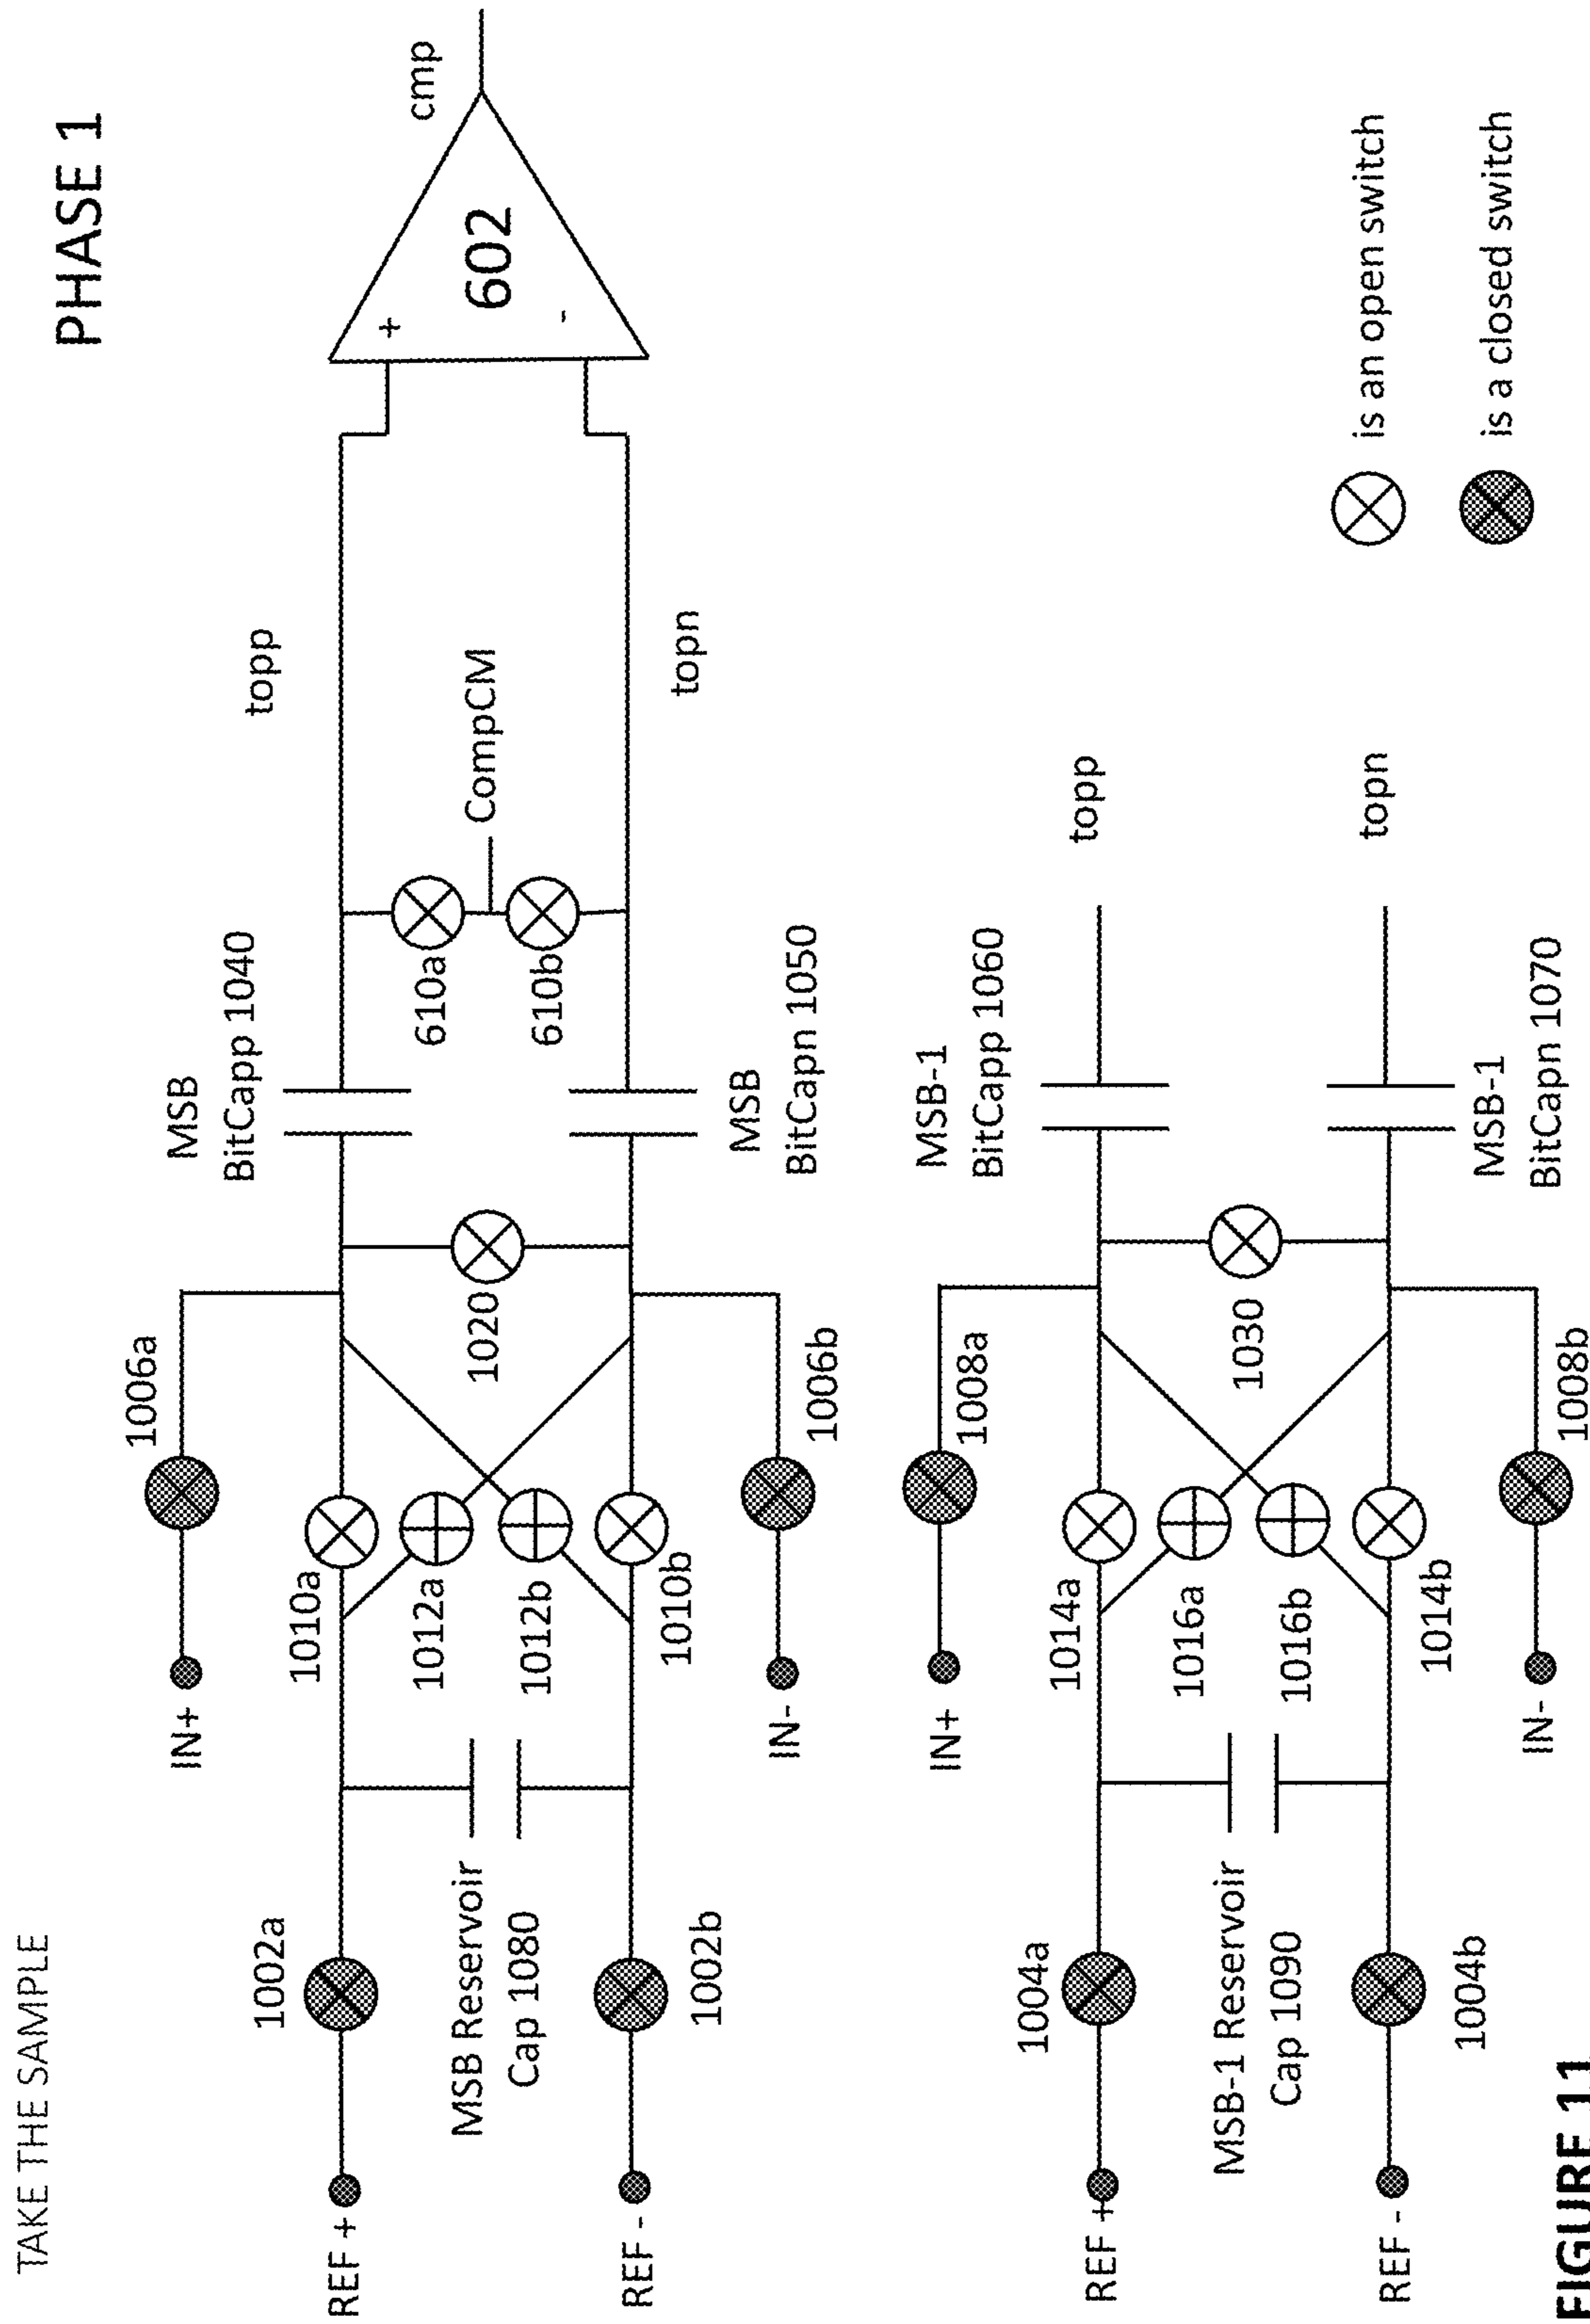 TAKE THE SAMPLE
PHASE 1
IN+
1006a
MSB
BitCapp 1040
topp
cmp
REF +
1002a
1010a
610a
+
MSB Reservoir
Cap 1080
1012a
1020
CompCM
602
1012b
610b
-
REF -
1002b
1010b
topn
MSB
BitCapn 1050
IN-
1006b
IN+
1008a
MSB-1
BitCapp 1060
REF +
1004a
1014a
topp
MSB-1 Reservoir
Cap 1090
1016a
1030
1016b
REF -
1004b
1014b
topn
MSB-1
BitCapn 1070
IN-
1008b
is an open switch
is a closed switch
FIGURE 11